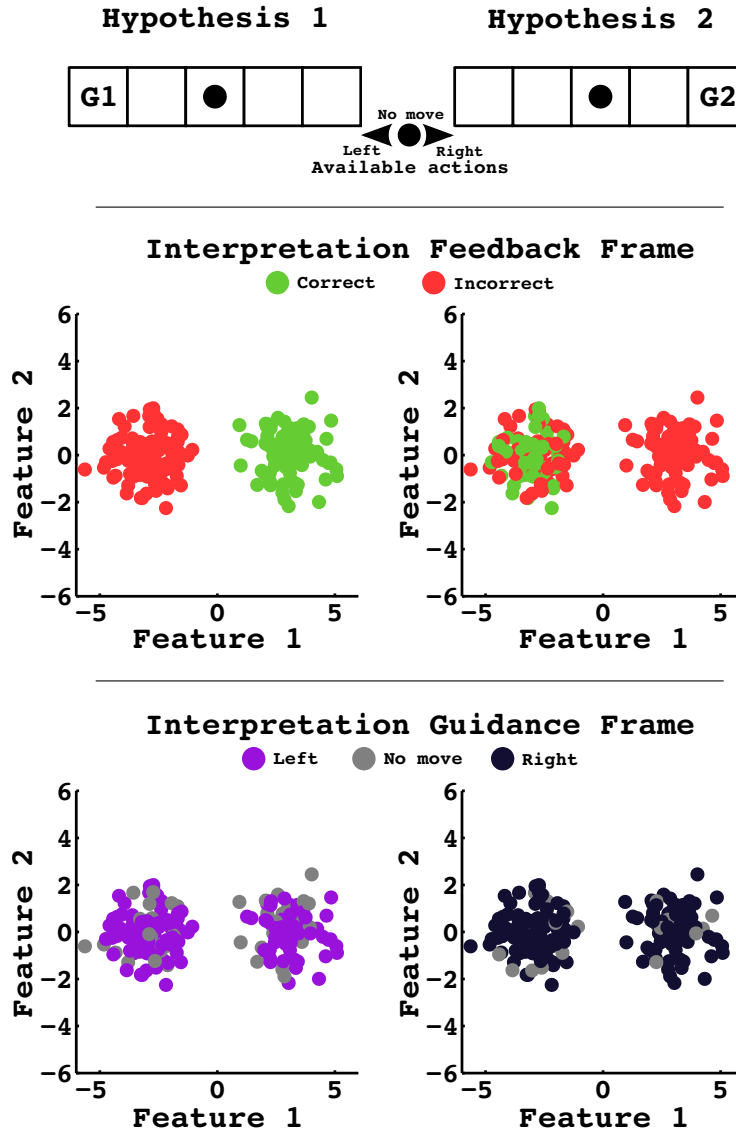 Hypothesis 1 Hypothesis 2
G1 G2
No move
Left Right
Available actions
Interpretation Feedback Frame
Correct Incorrect
6 6
4 4
2 2
0 0
−2 −2
−4 −4
−6 −6
Feature 2 Feature 2
−5 0 5 −5 0 5
Feature 1 Feature 1
Interpretation Guidance Frame
Left No move Right
6 6
4 4
2 2
0 0
−2 −2
−4 −4
−6 −6
Feature 2 Feature 2
−5 0 5 −5 0 5
Feature 1 Feature 1